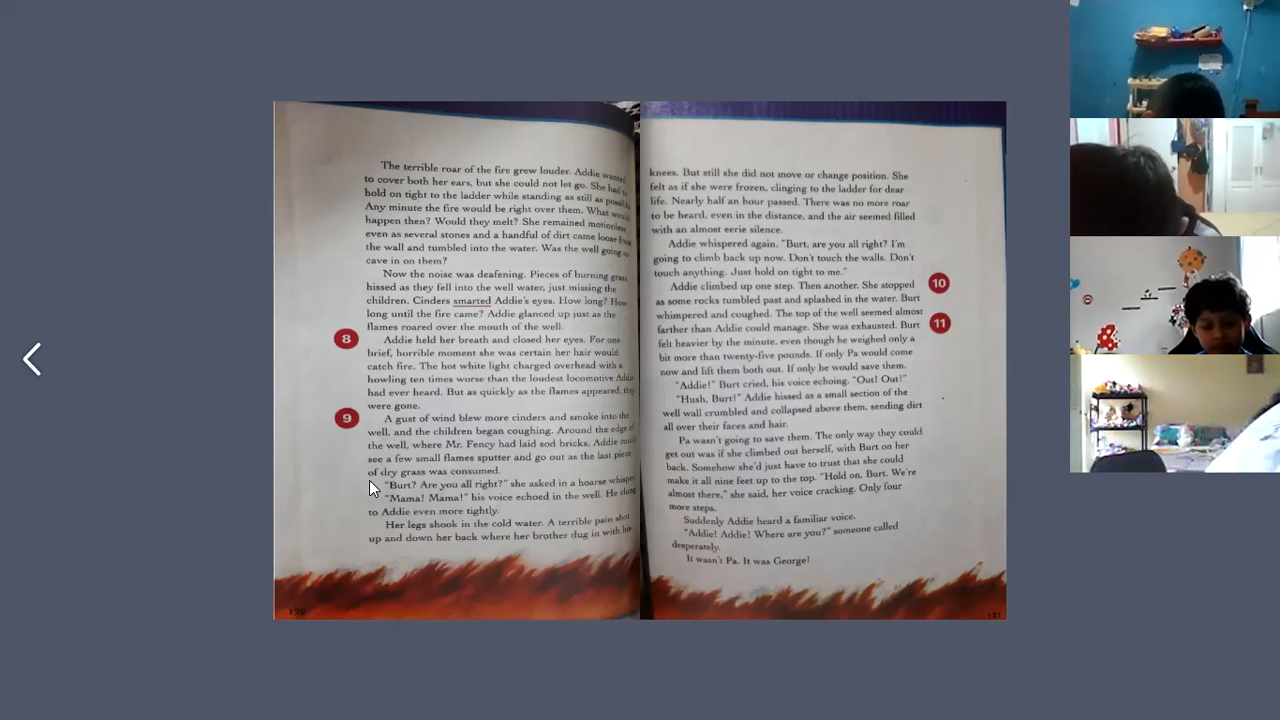 The terrible roar of the fire grew louder. Addie wanted
to cover both her ears, but she could not let go. She had to
hold on tight to the ladder while standing as still as possible.
Any minute the fire would be right over them. What would
happen then? Would they melt? She remained motionless
even as several stones and a handful of dirt came loose from
the wall and tumbled into the water. Was the well going to
cave in on them?
Now the noise was deafening. Pieces of burning grass
hissed as they fell into the well water, just missing the
children. Cinders smarted Addie's eyes. How long? How
long until the fire came? Addie glanced up just as the
flames roared over the mouth of the well.
8
Addie held her breath and closed her eyes. For one
brief, horrible moment she was certain her hair would
catch fire. The hot white light charged overhead with a
howling ten times worse than the loudest locomotive Addie
had ever heard. But as quickly as the flames appeared, they
were gone.
9
A gust of wind blew more cinders and smoke into the
well, and the children began coughing. Around the edge of
the well, where Mr. Fency had laid sod bricks, Addie could
see a few small flames sputter and go out as the last piece
of dry grass was consumed.
"Burt? Are you all right?" she asked in a hoarse whisper.
"Mama! Mama!" his voice echoed in the well. He clung
to Addie even more tightly.
Her legs shook in the cold water. A terrible pain shot
up and down her back where her brother dug in with his
120
knees. But still she did not move or change position. She
felt as if she were frozen, clinging to the ladder for dear
life. Nearly half an hour passed. There was no more roar
to be heard, even in the distance, and the air seemed filled
with an almost eerie silence.
Addie whispered again. "Burt, are you all right? I'm
going to climb back up now. Don't touch the walls. Don't
touch anything. Just hold on tight to me."
Addie climbed up one step. Then another. She stopped
10
as some rocks tumbled past and splashed in the water. Burt
whimpered and coughed. The top of the well seemed almost
farther than Addie could manage. She was exhausted. Burt
11
felt heavier by the minute, even though he weighed only a
bit more than twenty-five pounds. If only Pa would come
now and lift them both out. If only he would save them.
"Addie!" Burt cried, his voice echoing. "Out! Out!"
"Hush, Burt!" Addie hissed as a small section of the
well wall crumbled and collapsed above them, sending dirt
all over their faces and hair.
Pa wasn't going to save them. The only way they could
get out was if she climbed out herself, with Burt on her
back. Somehow she'd just have to trust that she could
make it all nine feet up to the top. "Hold on, Burt. We're
almost there," she said, her voice cracking. Only four
more steps.
Suddenly Addie heard a familiar voice.
"Addie! Addie! Where are you?" someone called
desperately.
It wasn't Pa. It was George!
121